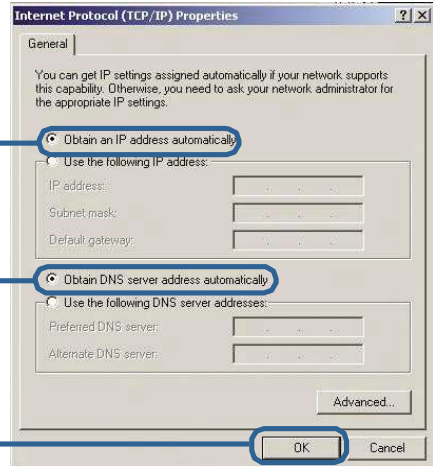 Internet Protocol (TCP/IP) Properties
General
You can get IP settings assigned automatically if your network supports
this capability. Otherwise, you need to ask your network administrator for
the appropriate IP settings.
Obtain an IP address automatically
Use the following IP address:
IP address:
Subnet mask:
Default gateway:
Obtain DNS server address automatically
Use the following DNS server addresses:
Preferred DNS server:
Alternate DNS server:
Advanced...
OK Cancel